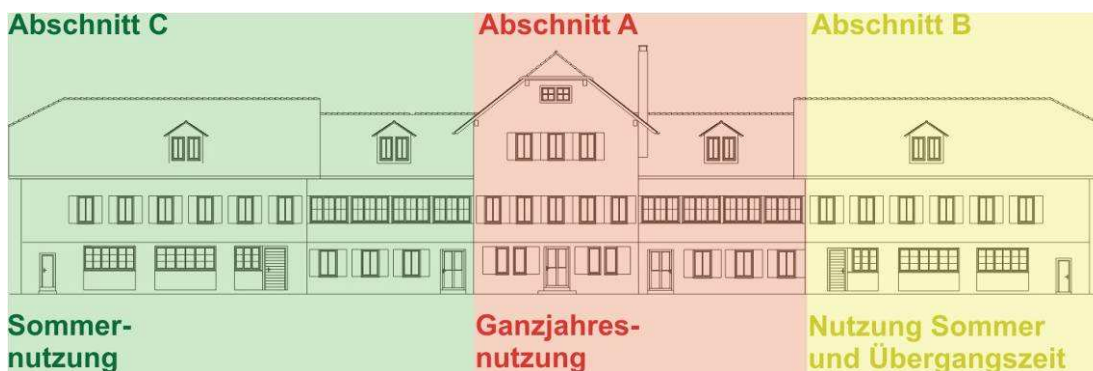 Abschnitt C
Abschnitt A
Abschnitt B
Sommer-
nutzung
Ganzjahres-
nutzung
Nutzung Sommer
und Übergangszeit